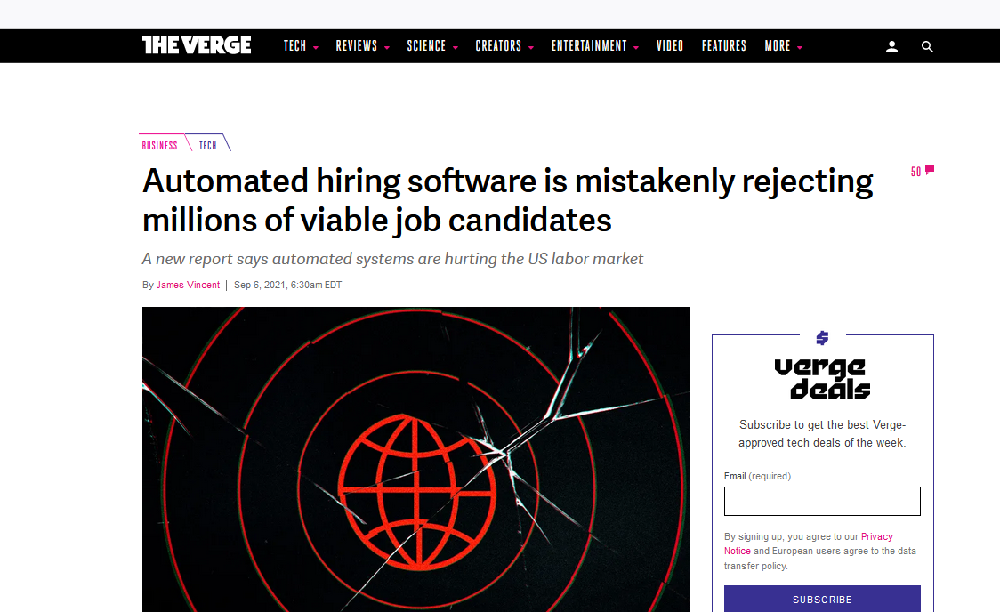 THE VERGE TECH REVIEWS SCIENCE CREATORS ENTERTAINMENT VIDEO FEATURES MORE
BUSINESS TECH
Automated hiring software is mistakenly rejecting
millions of viable job candidates
50
A new report says automated systems are hurting the US labor market
By James Vincent | Sep 6, 2021, 6:30am EDT
verge
deals
Subscribe to get the best Verge-
approved tech deals of the week.
Email (required)
By signing up, you agree to our Privacy
Notice and European users agree to the data
transfer policy.
SUBSCRIBE